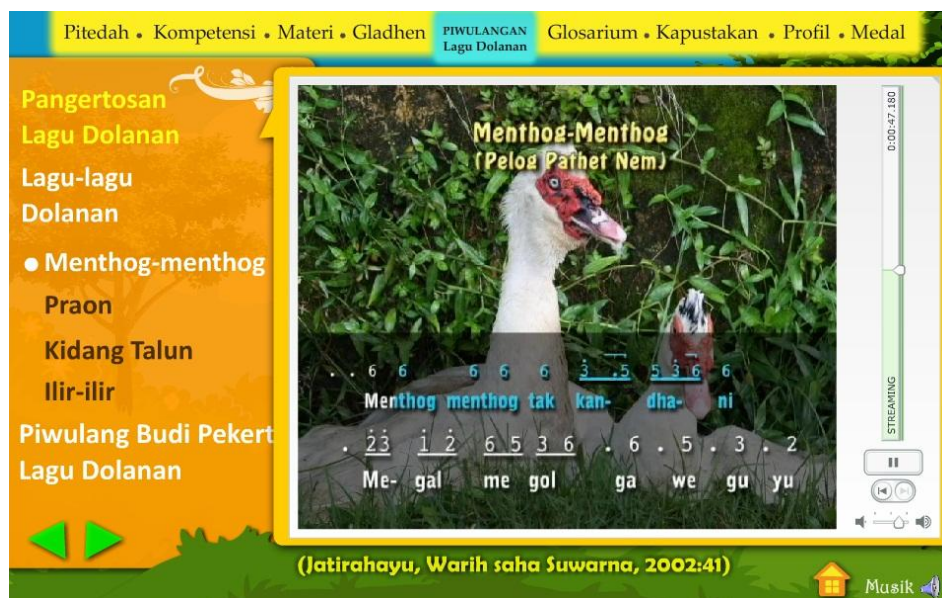 Pitedah • Kompetensi • Materi • Gladhen PIWULANGAN Lagu Dolanan Glosarium • Kapustakan • Profil • Medal
Pangertosan
Lagu Dolanan
Lagu-lagu
Dolanan
Menthog-menthog
Praon
Kidang Talun
Ilir-ilir
Piwulang Budi Pekert
Lagu Dolanan
Menthog-Menthog
(Pelog Pathet Nem)
. . 6 6 6 6 6 3̇ .5 5 3̇ 6 6
Menthog menthog tak kan- dha- ni
. 2̇3̇ 1̇ 2̇ 6 5 3 6 . 6 . 5 . 3 . 2
Me- gal me gol ga we gu yu
0:00:47.180
STREAMING
(Jatirahayu, Warih saha Suwarna, 2002:41)
Musik